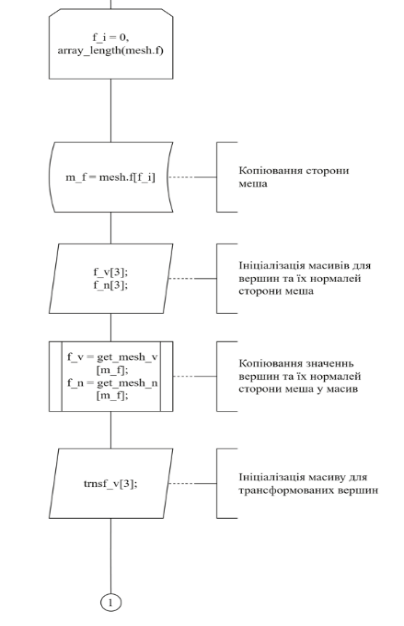 f_i = 0,
array_length(mesh.f)
m_f = mesh.f[f_i]
Копіювання сторони
меша
f_v[3];
f_n[3];
Ініціалізація масивів для
вершин та їх нормалей
сторони меша
f_v = get_mesh_v
[m_f];
f_n = get_mesh_n
[m_f];
Копіювання значеннь
вершин та їх нормалей
сторони меша у масив
trnsf_v[3];
Ініціалізація масиву для
трансформованих вершин
1